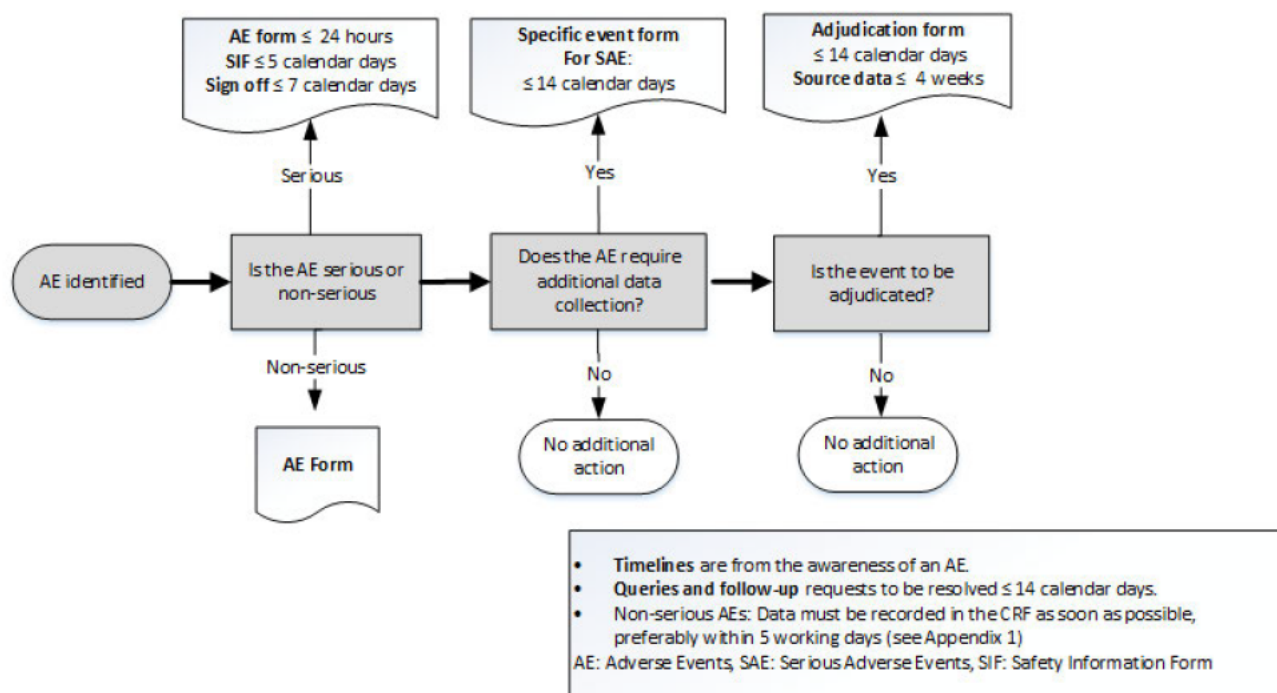 AE form ≤ 24 hours
SIF ≤ 5 calendar days
Sign off ≤ 7 calendar days
Specific event form
For SAE:
≤ 14 calendar days
Adjudication form
≤ 14 calendar days
Source data ≤ 4 weeks
Serious
Yes
Yes
AE identified
Is the AE serious or
non-serious
Does the AE require
additional data
collection?
Is the event to be
adjudicated?
Non-serious
No
No
AE Form
No additional
action
No additional
action
• Timelines are from the awareness of an AE.
• Queries and follow-up requests to be resolved ≤ 14 calendar days.
• Non-serious AEs: Data must be recorded in the CRF as soon as possible,
preferably within 5 working days (see Appendix 1)
AE: Adverse Events, SAE: Serious Adverse Events, SIF: Safety Information Form